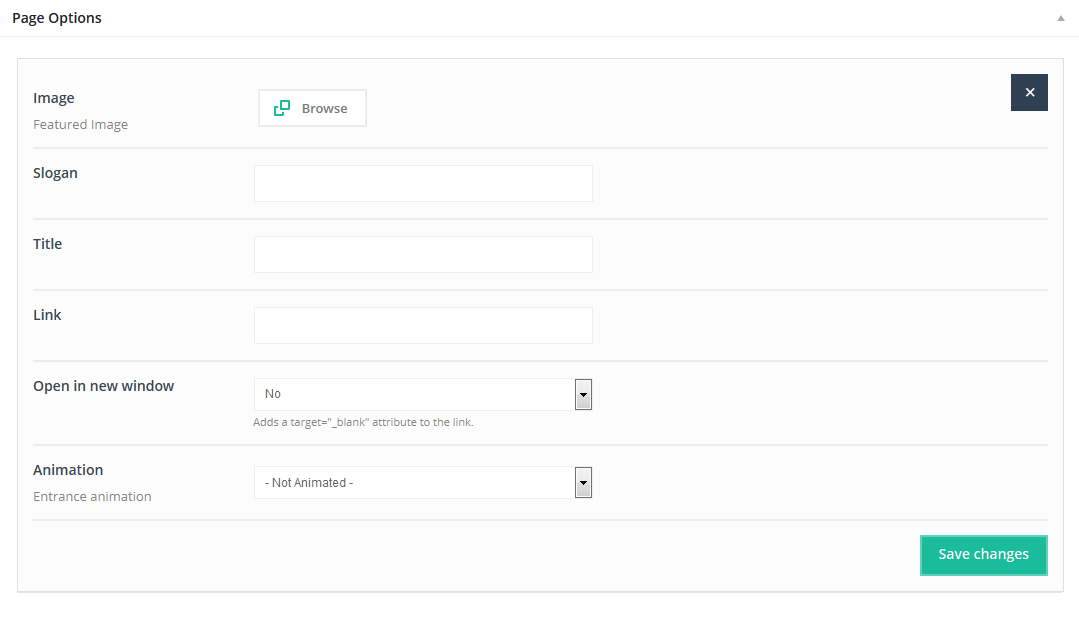 Page Options
Image
Featured Image
Browse
Slogan
Title
Link
Open in new window
No
Adds a target="_blank" attribute to the link.
Animation
Entrance animation
- Not Animated -
Save changes